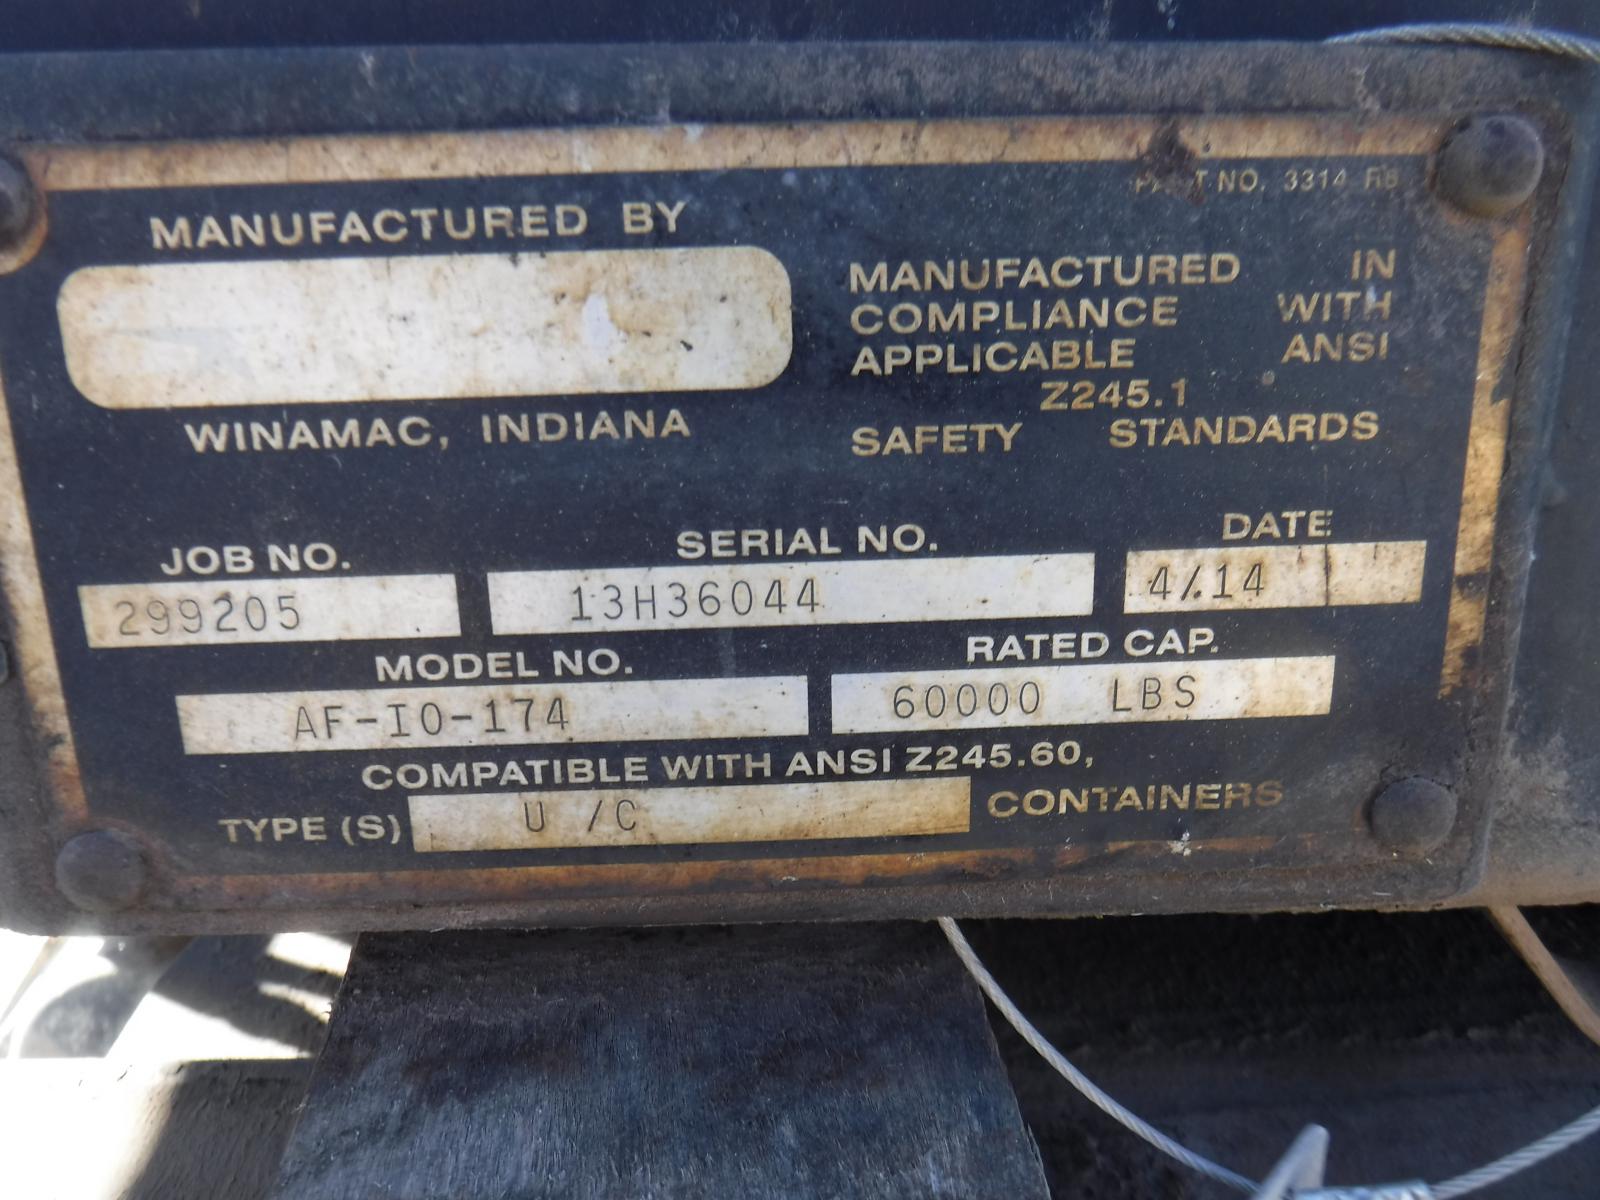 PART NO. 3314 R6
MANUFACTURED BY
WINAMAC, INDIANA
MANUFACTURED IN
COMPLIANCE WITH
APPLICABLE ANSI
Z245.1
SAFETY STANDARDS
JOB NO. SERIAL NO. DATE
299205 13H36044 4/14
MODEL NO. RATED CAP.
AF-IO-174 60000 LBS
COMPATIBLE WITH ANSI Z245.60,
TYPE (S) U /C CONTAINERS